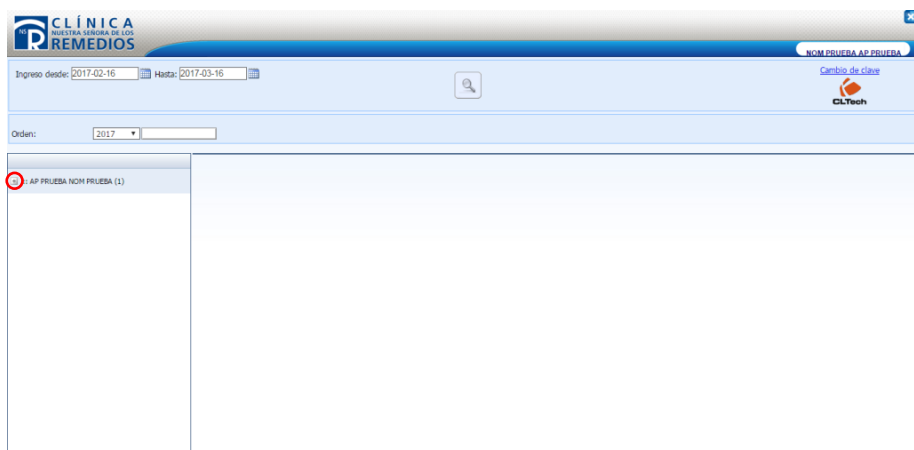 CLÍNICA
NUESTRA SEÑORA DE LOS
REMEDIOS
NS
NOM PRUEBA AP PRUEBA
Ingreso desde: 2017-02-16 Hasta: 2017-03-16
Cambio de clave
CLTech
Orden: 2017
:: AP PRUEBA NOM PRUEBA (1)